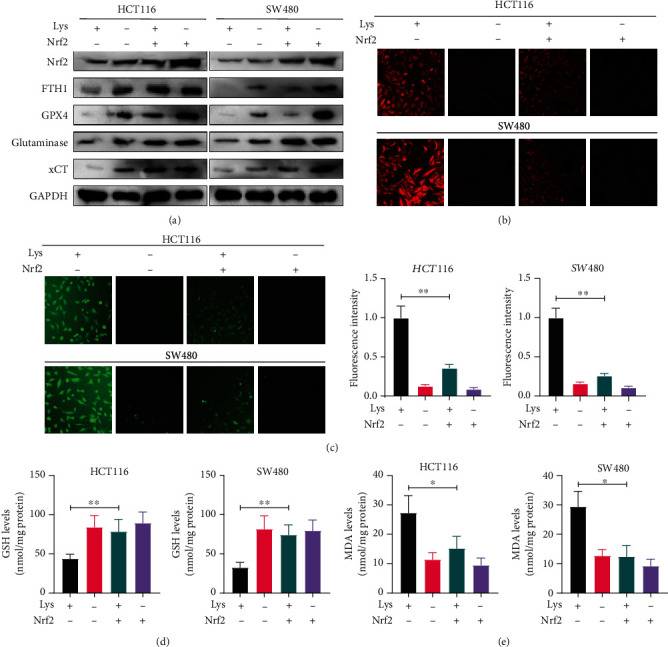 HCT116 SW480
Lys + − + − + − + −
Nrf2 − − + + − − + +
Nrf2
FTH1
GPX4
Glutaminase
xCT
GAPDH
(a)
HCT116
Lys + − + −
Nrf2 − − + +
SW480
(b)
HCT116
Lys + − + −
Nrf2 − − + +
SW480
HCT116
Fluorescence intensity
1.5
1.0
0.5
0.0
**
Lys + − + −
Nrf2 − − + +
SW480
Fluorescence intensity
1.5
1.0
0.5
0.0
**
Lys + − + −
Nrf2 − − + +
(c)
HCT116
GSH levels
(nmol/mg protein)
150
100
50
0
**
Lys + − + −
Nrf2 − − + +
SW480
GSH levels
(nmol/mg protein)
150
100
50
0
**
Lys + − + −
Nrf2 − − + +
(d)
HCT116
MDA levels
(nmol/mg protein)
40
30
20
10
0
*
Lys + − + −
Nrf2 − − + +
SW480
MDA levels
(nmol/mg protein)
40
30
20
10
0
*
Lys + − + −
Nrf2 − − + +
(e)